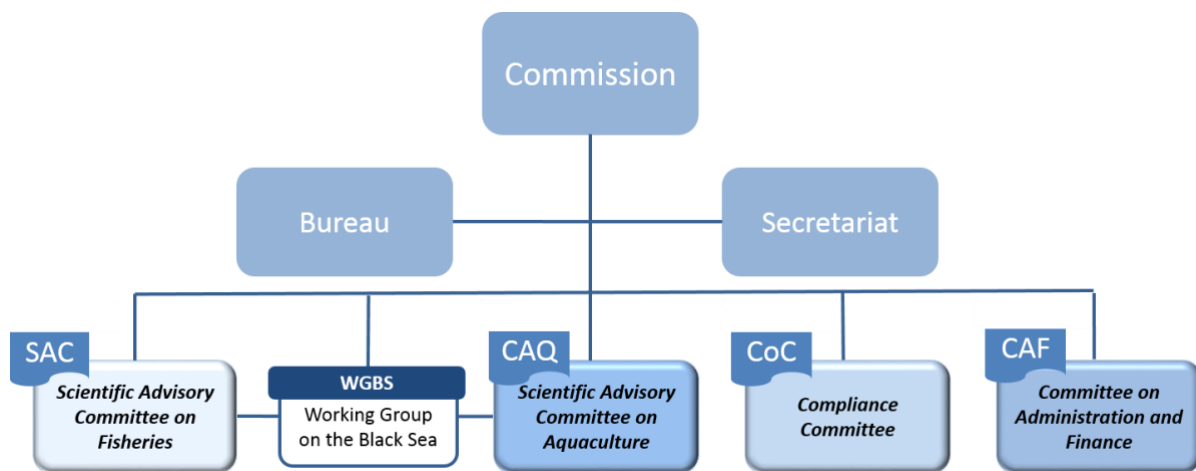 Commission
Bureau
Secretariat
SAC
Scientific Advisory
Committee on
Fisheries
WGBS
Working Group
on the Black Sea
CAQ
Scientific Advisory
Committee on
Aquaculture
CoC
Compliance
Committee
CAF
Committee on
Administration and
Finance